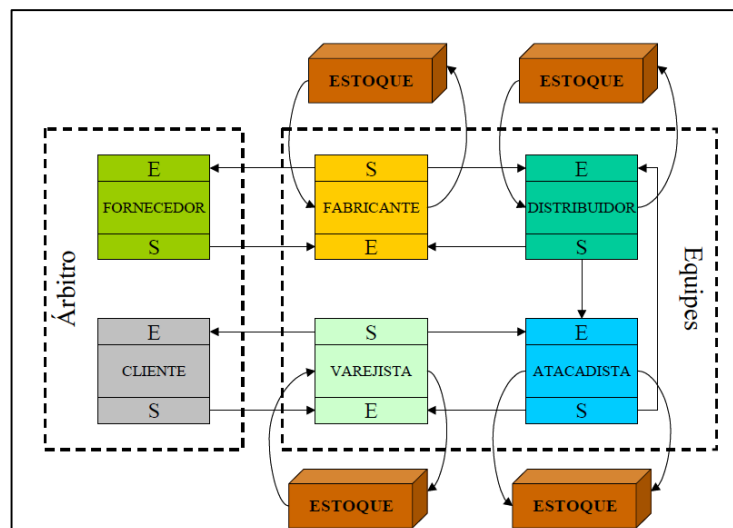 ESTOQUE
ESTOQUE
E
S
E
FORNECEDOR
FABRICANTE
DISTRIBUIDOR
S
E
S
Árbitro
Equipes
E
S
E
CLIENTE
VAREJISTA
ATACADISTA
S
E
S
ESTOQUE
ESTOQUE